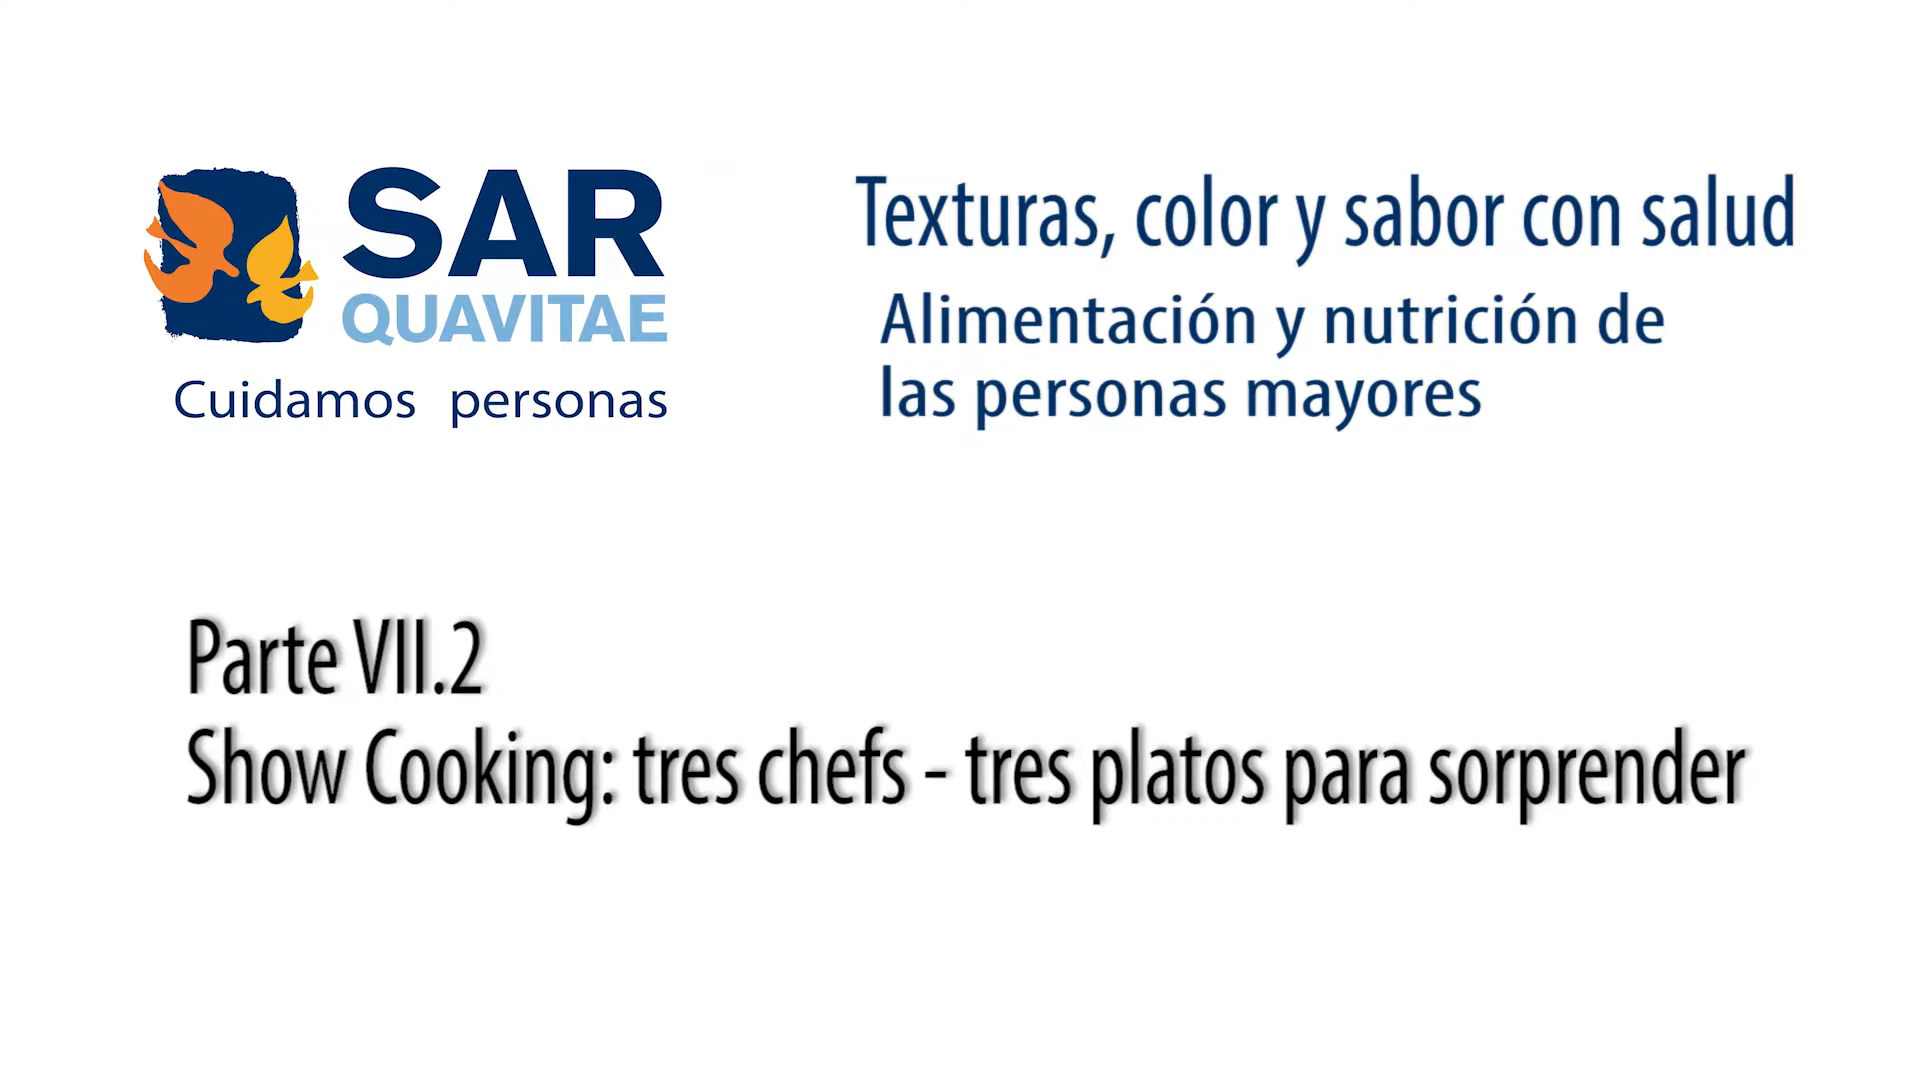 SAR
QUAVITAE
Cuidamos personas
Texturas, color y sabor con salud
Alimentación y nutrición de
las personas mayores
Parte VII.2
Show Cooking: tres chefs - tres platos para sorprender